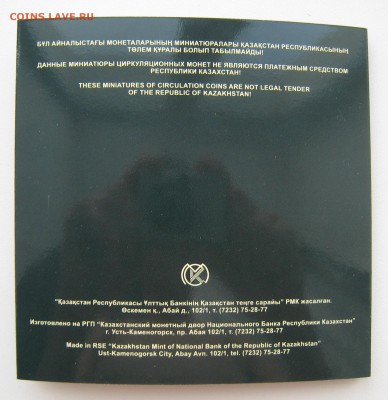 COINS.LAVE.RU
БҰЛ АЙНАЛЫСТАҒЫ МОНЕТАЛАРЫНЫҢ МИНИАТЮРАЛАРЫ ҚАЗАҚСТАН РЕСПУБЛИКАСЫНЫҢ
ТӨЛЕМ ҚҰРАЛЫ БОЛЫП ТАБЫЛМАЙДЫ!
ДАННЫЕ МИНИАТЮРЫ ЦИРКУЛЯЦИОННЫХ МОНЕТ НЕ ЯВЛЯЮТСЯ ПЛАТЕЖНЫМ СРЕДСТВОМ
РЕСПУБЛИКИ КАЗАХСТАН!
THESE MINIATURES OF CIRCULATION COINS ARE NOT LEGAL TENDER
OF THE REPUBLIC OF KAZAKHSTAN!
"Қазақстан Республикасы Ұлттық Банкінің Қазақстан теңге сарайы" РМК жасалған.
Өскемен қ., Абай д., 102/1, т. (7232) 75-28-77
Изготовлено на РГП "Казахстанский монетный двор Национального Банка Республики Казахстан"
г. Усть-Каменогорск, пр. Абая 102/1, т. (7232) 75-28-77
Made in RSE "Kazakhstan Mint of National Bank of the Republic of Kazakhstan"
Ust-Kamenogorsk City, Abay Avn. 102/1, tel. (7232) 75-28-77